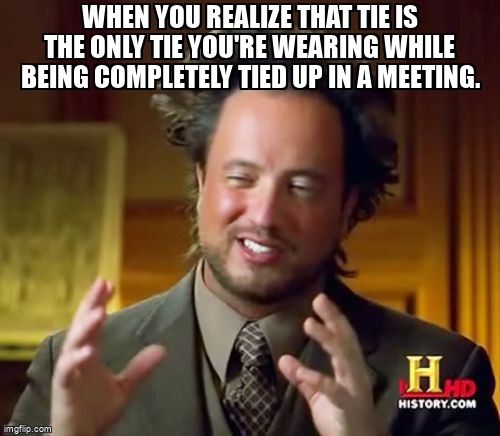 WHEN YOU REALIZE THAT TIE IS
THE ONLY TIE YOU'RE WEARING WHILE
BEING COMPLETELY TIED UP IN A MEETING.
H HD
HISTORY.COM
imgflip.com